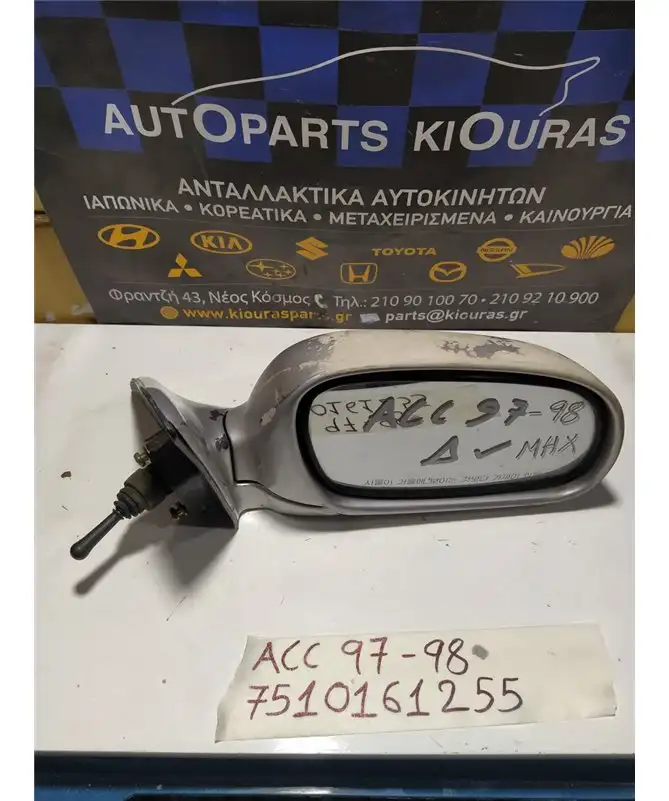 AUTOPARTS KIOURAS
ΑΝΤΑΛΛΑΚΤΙΚΑ ΑΥΤΟΚΙΝΗΤΩΝ
ΙΑΠΩΝΙΚΑ • ΚΟΡΕΑΤΙΚΑ • ΜΕΤΑΧΕΙΡΙΣΜΕΝΑ • ΚΑΙΝΟΥΡΓΙΑ
KIA TOYOTA NISSAN
Φραντζή 43, Νέος Κόσμος Τηλ.: 210 90 100 70 • 210 92 10 900
www.kiourasparts.gr parts@kiouras.gr
ACC 97-98
Δ ✓ ΜΗΧ
ACC 97-98
7510161255